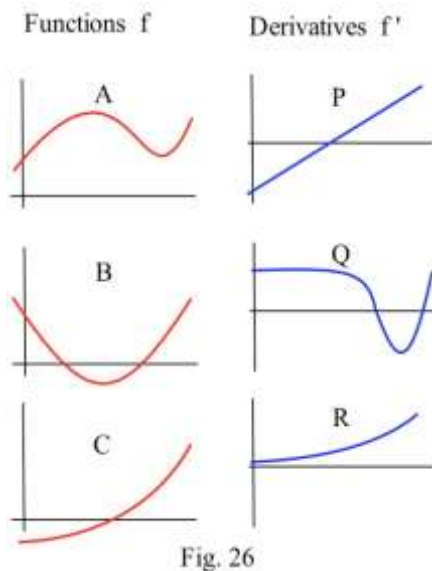 Functions f Derivatives f '
A P
B Q
C R
Fig. 26